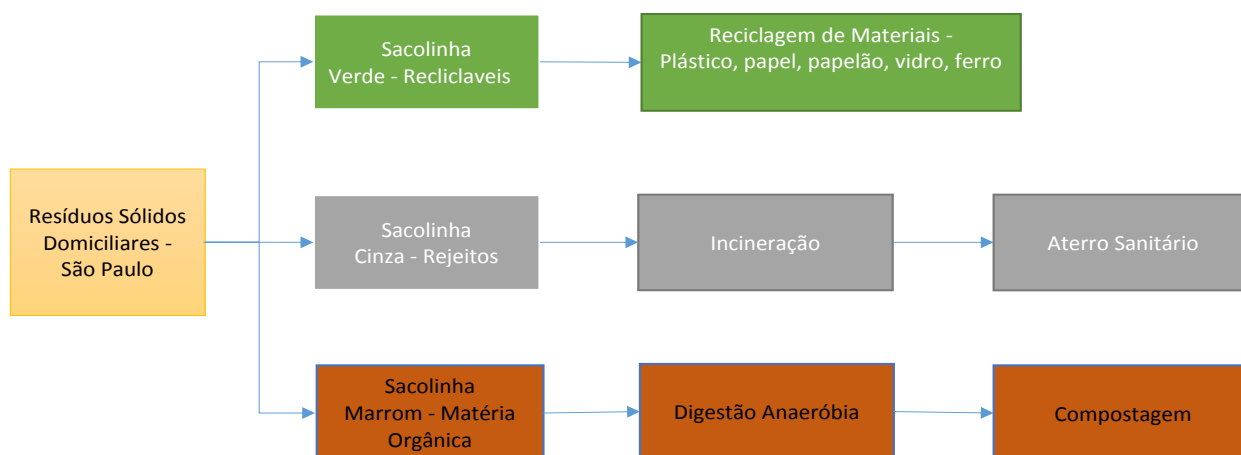 Sacolinha
Verde - Recliclaveis
Reciclagem de Materiais -
Plástico, papel, papelão, vidro, ferro
Resíduos Sólidos
Domiciliares -
São Paulo
Sacolinha
Cinza - Rejeitos
Incineração
Aterro Sanitário
Sacolinha
Marrom - Matéria
Orgânica
Digestão Anaeróbia
Compostagem